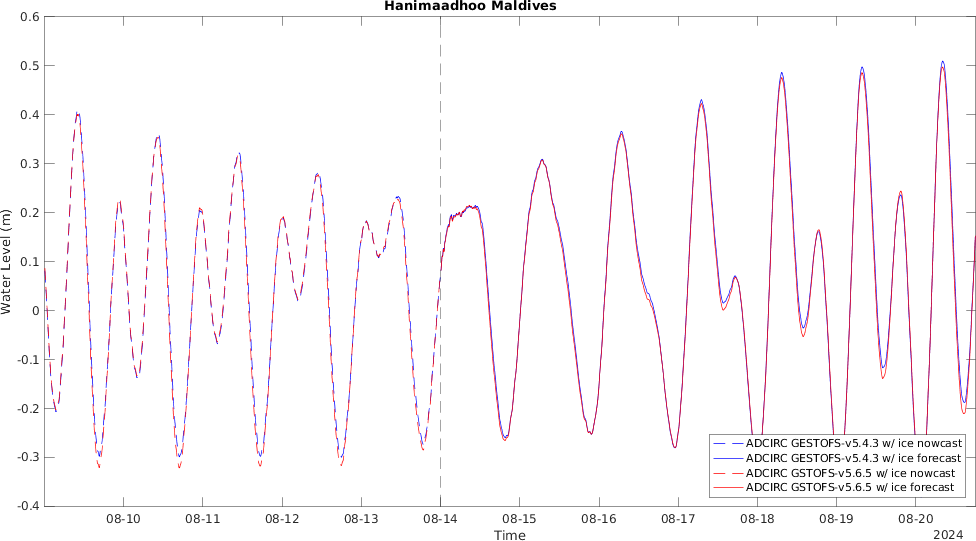 Hanimaadhoo Maldives
0.6
0.5
0.4
0.3
0.2
0.1
0
-0.1
-0.2
-0.3
-0.4
Water Level (m)
08-10 08-11 08-12 08-13 08-14 08-15 08-16 08-17 08-18 08-19 08-20
Time
2024
ADCIRC GESTOFS-v5.4.3 w/ ice nowcast
ADCIRC GESTOFS-v5.4.3 w/ ice forecast
ADCIRC GSTOFS-v5.6.5 w/ ice nowcast
ADCIRC GSTOFS-v5.6.5 w/ ice forecast